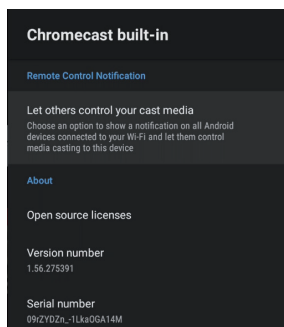 Chromecast built-in
Remote Control Notification
Let others control your cast media
Choose an option to show a notification on all Android
devices connected to your Wi-Fi and let them control
media casting to this device
About
Open source licenses
Version number
1.56.275391
Serial number
09rZYDZn_-1LkaOGA14M